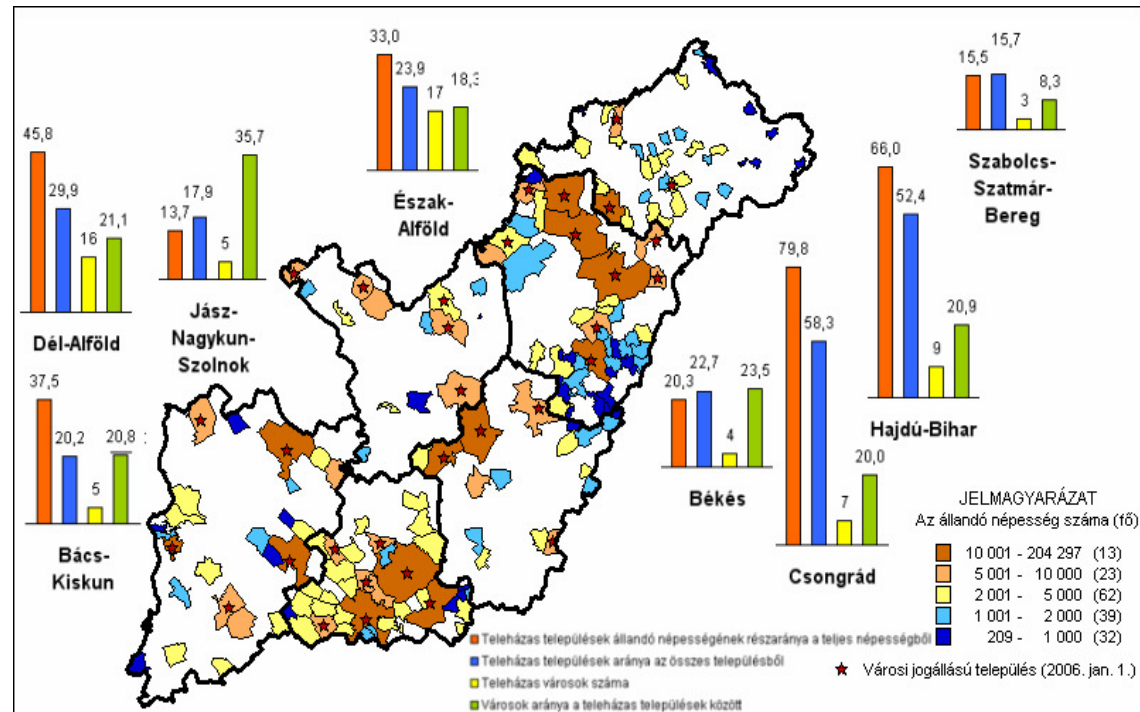 33,0
23,9
17
18,3
Észak-
Alföld
15,5
15,7
3
8,3
Szabolcs-
Szatmár-
Bereg
45,8
29,9
16
21,1
Dél-Alföld
13,7
17,9
5
35,7
Jász-
Nagykun-
Szolnok
66,0
52,4
9
20,9
Hajdú-Bihar
37,5
20,2
5
20,8
Bács-
Kiskun
20,3
22,7
4
23,5
Békés
79,8
58,3
7
20,0
Csongrád
JELMAGYARÁZAT
Az állandó népesség száma (fő)
10 001 - 204 297 (13)
5 001 - 10 000 (23)
2 001 - 5 000 (62)
1 001 - 2 000 (39)
209 - 1 000 (32)
Városi jogállású település (2006. jan. 1.)
Teleházas települések állandó népességének részaránya a teljes népességből
Teleházas települések aránya az összes településből
Teleházas városok száma
Városok aránya a teleházas települések között